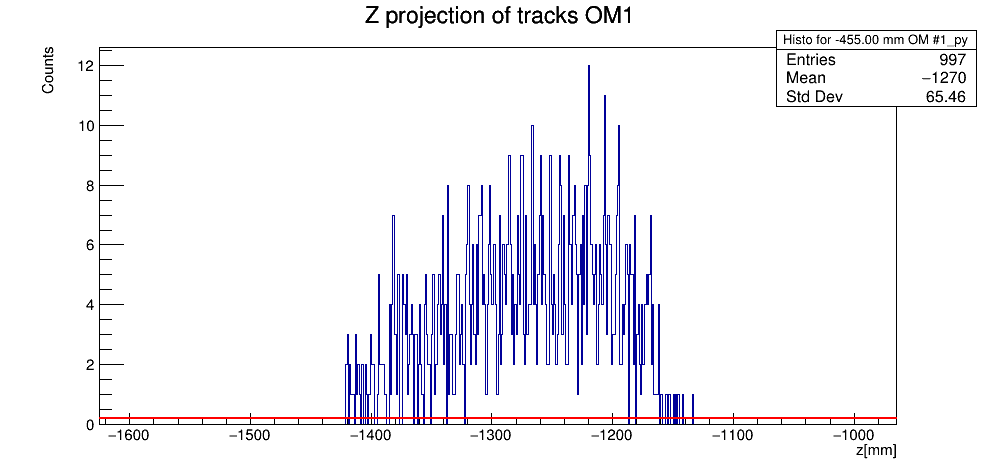 Z projection of tracks OM1
Histo for -455.00 mm OM #1_py
Entries 997
Mean −1270
Std Dev 65.46
Counts
12
10
8
6
4
2
0
−1600 −1500 −1400 −1300 −1200 −1100 −1000
z[mm]